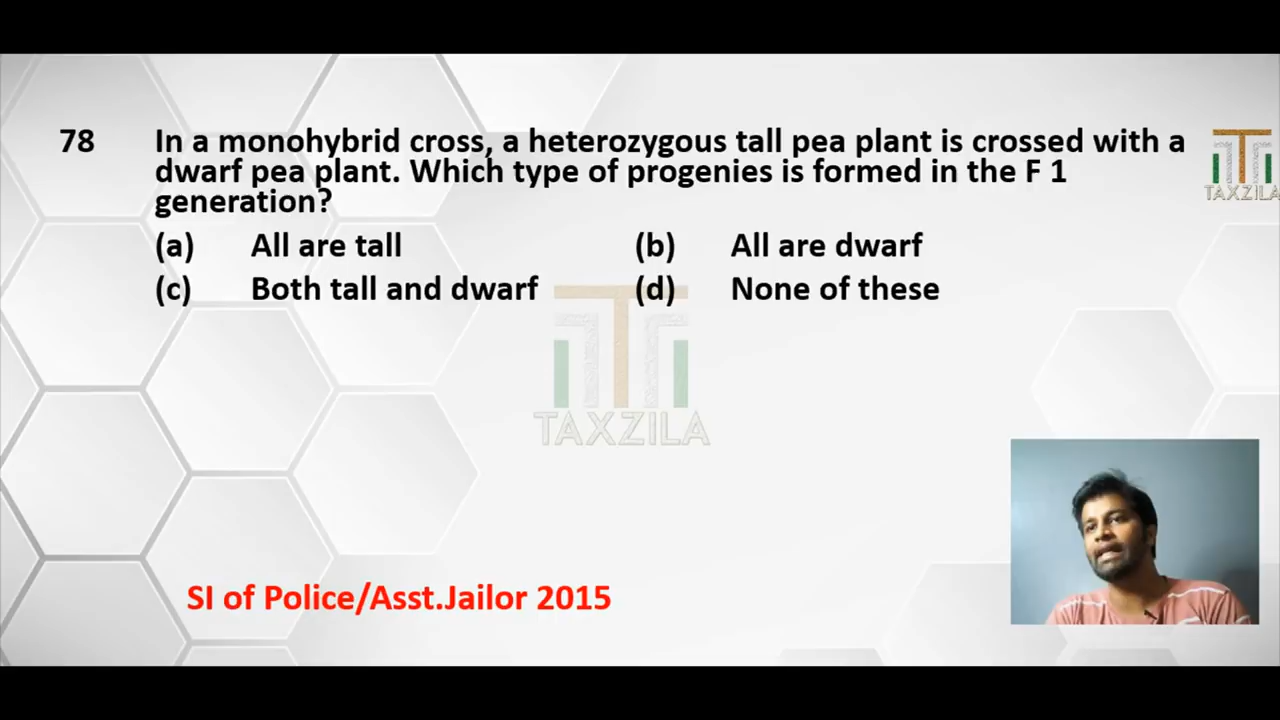 78 In a monohybrid cross, a heterozygous tall pea plant is crossed with a
dwarf pea plant. Which type of progenies is formed in the F 1
generation?
(a) All are tall (b) All are dwarf
(c) Both tall and dwarf (d) None of these
TAXZILA
TAXZILA
SI of Police/Asst.Jailor 2015